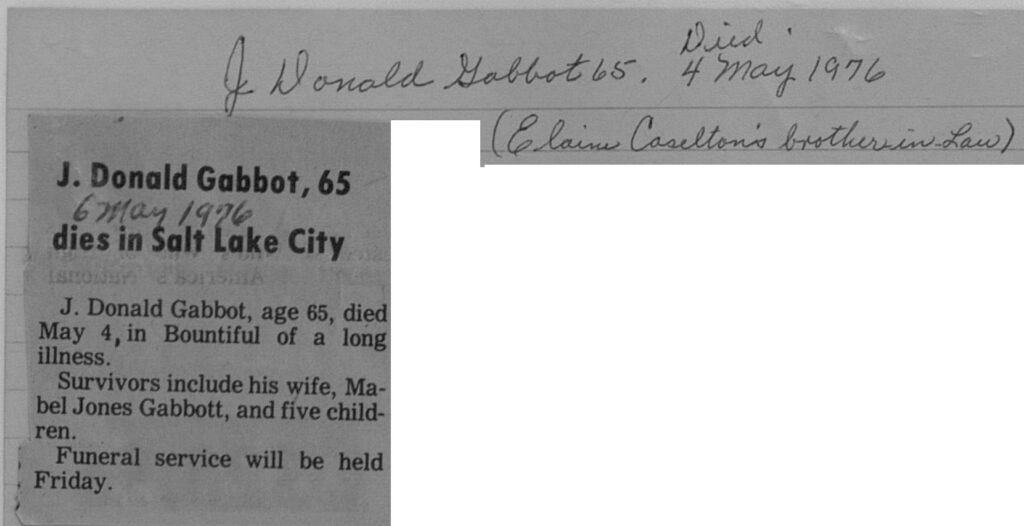 Died
J Donald Gabbot 65. 4 May 1976
(Elaine Caselton's brother-in-Law)
J. Donald Gabbot, 65
6 May 1976
dies in Salt Lake City
J. Donald Gabbot, age 65, died
May 4, in Bountiful of a long
illness.
Survivors include his wife, Ma-
bel Jones Gabbott, and five child-
ren.
Funeral service will be held
Friday.